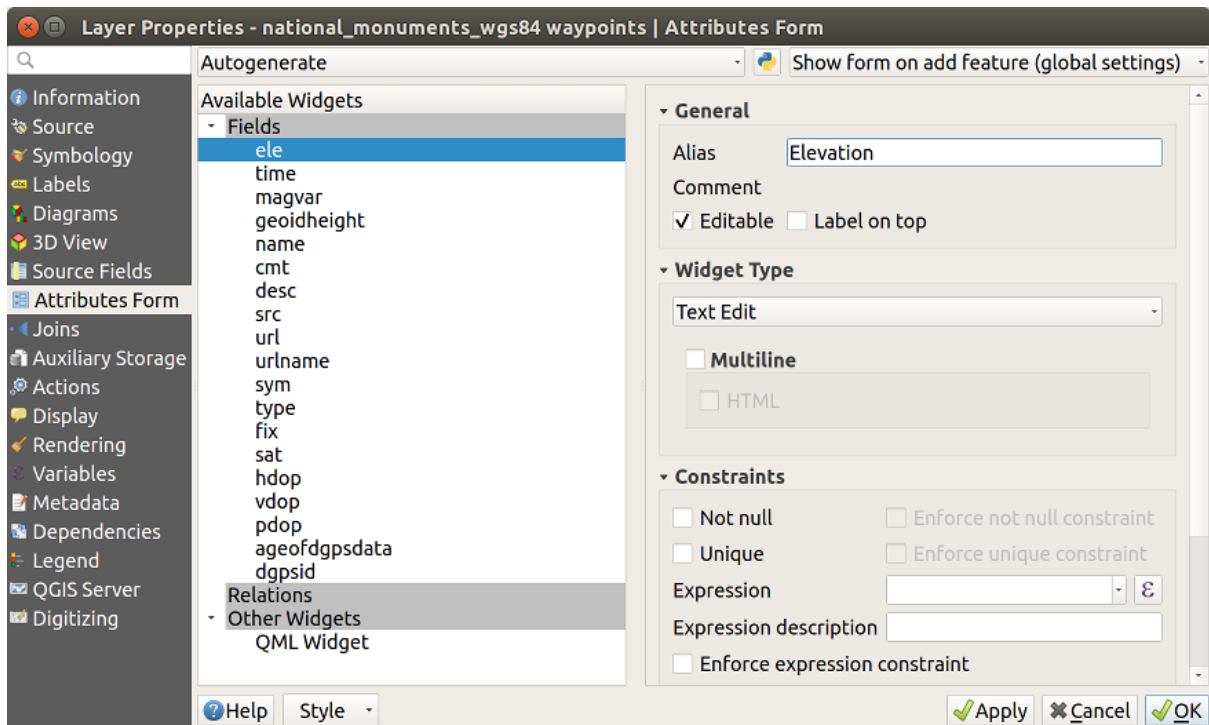 Layer Properties - national_monuments_wgs84 waypoints | Attributes Form
Autogenerate
Show form on add feature (global settings)
Information
Source
Symbology
Labels
Diagrams
3D View
Source Fields
Attributes Form
Joins
Auxiliary Storage
Actions
Display
Rendering
Variables
Metadata
Dependencies
Legend
QGIS Server
Digitizing
Available Widgets
Fields
ele
time
magvar
geoidheight
name
cmt
desc
src
url
urlname
sym
type
fix
sat
hdop
vdop
pdop
ageofdgpsdata
dgpsid
Relations
Other Widgets
QML Widget
General
Alias Elevation
Comment
Editable Label on top
Widget Type
Text Edit
Multiline
HTML
Constraints
Not null Enforce not null constraint
Unique Enforce unique constraint
Expression ε
Expression description
Enforce expression constraint
Help Style Apply Cancel OK